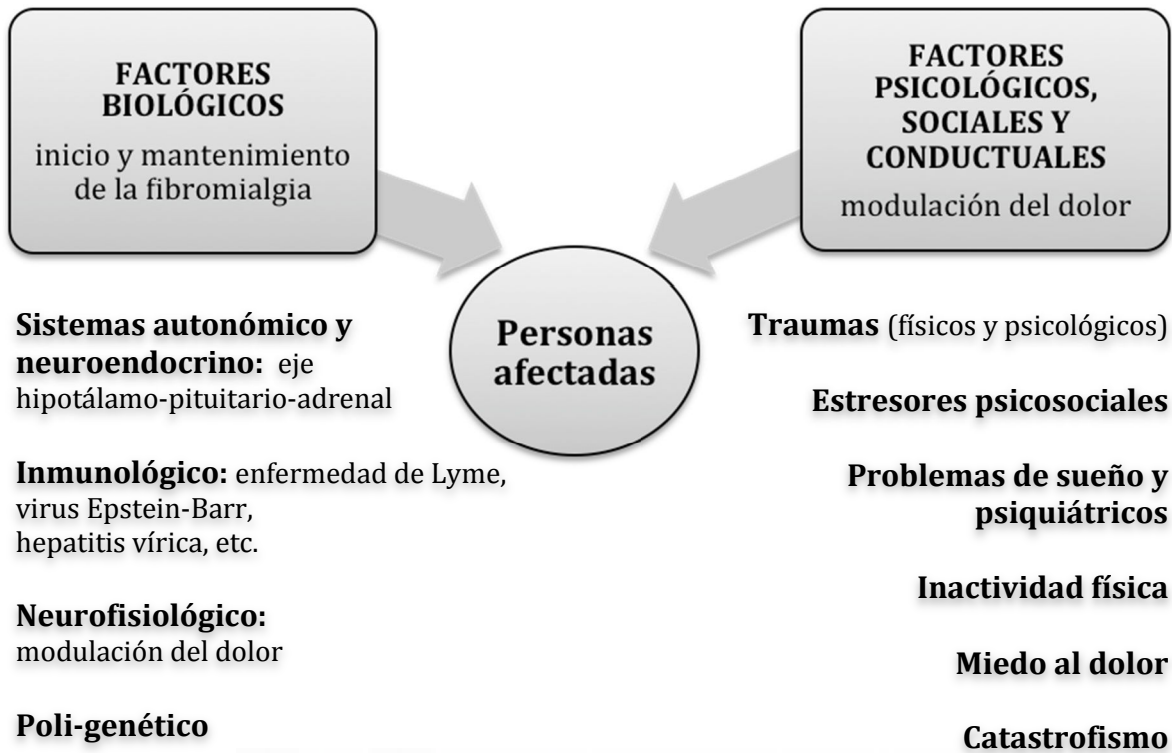 FACTORES
BIOLÓGICOS
inicio y mantenimiento
de la fibromialgia
FACTORES
PSICOLÓGICOS,
SOCIALES Y
CONDUCTUALES
modulación del dolor
Personas
afectadas
Sistemas autonómico y
neuroendocrino: eje
hipotálamo-pituitario-adrenal
Inmunológico: enfermedad de Lyme,
virus Epstein-Barr,
hepatitis vírica, etc.
Neurofisiológico:
modulación del dolor
Poli-genético
Traumas (físicos y psicológicos)
Estresores psicosociales
Problemas de sueño y
psiquiátricos
Inactividad física
Miedo al dolor
Catastrofismo